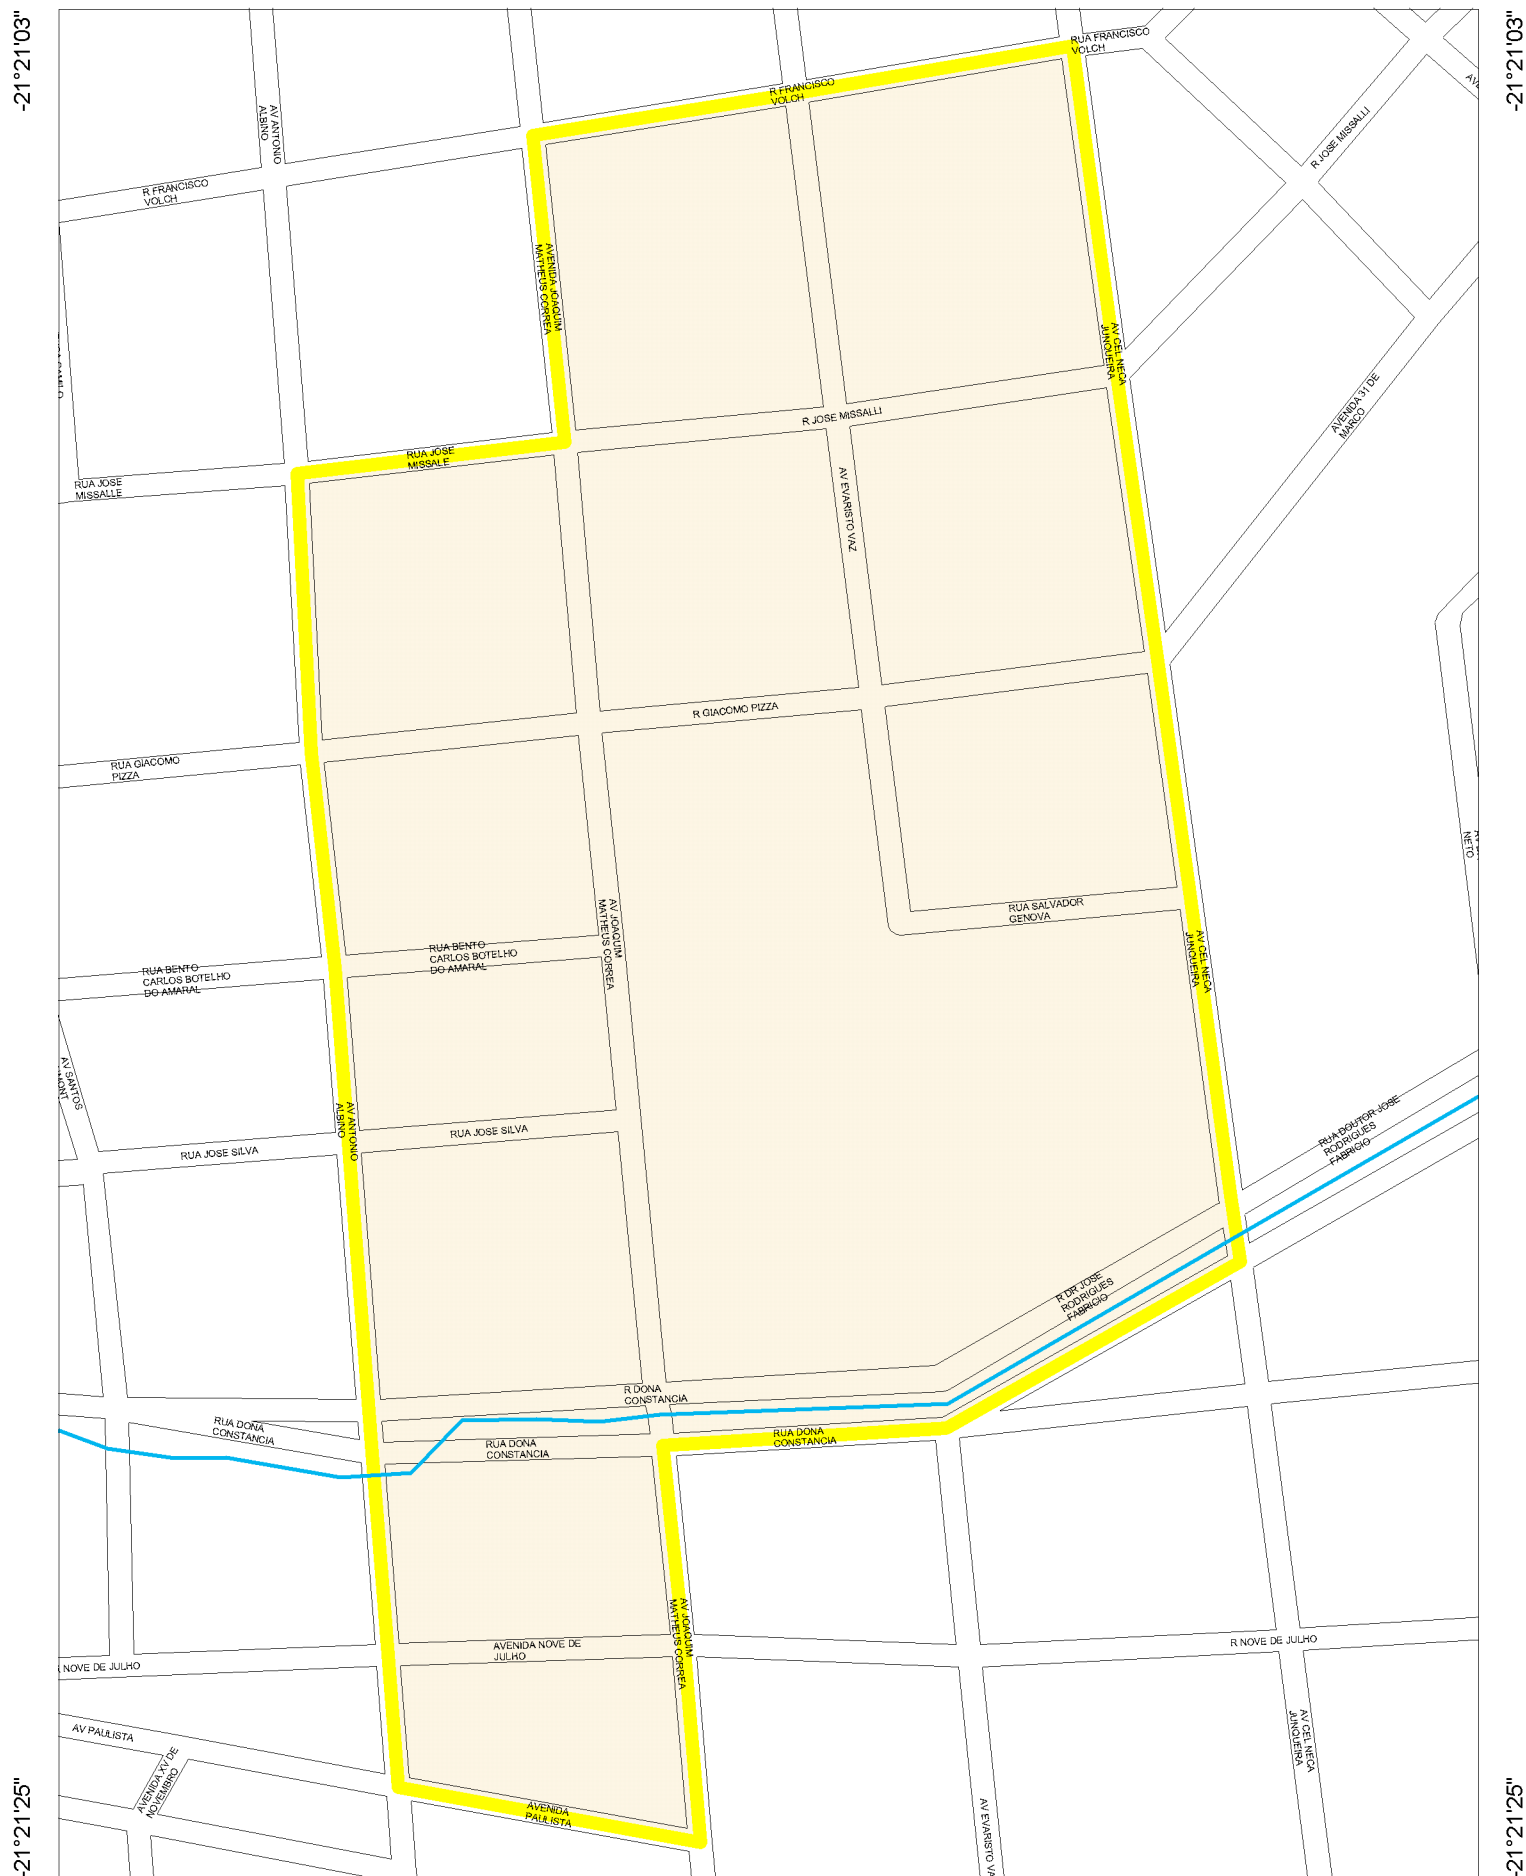 -21°21'03"
-21°21'03"
RUA FRANCISCO
VOLCH
R FRANCISCO
VOLCH
AV ANTONIO
ALBINO
R JOSE MISSALLI
R FRANCISCO
VOLCH
AVENIDA JOAQUIM
MATHEUS CORREA
AV CEL NECA
JUNQUEIRA
AVENIDA 31 DE
MARCO
R JOSE MISSALLI
RUA JOSE
MISSALE
RUA JOSE
MISSALLE
AV EVARISTO VAZ
R GIACOMO PIZZA
RUA GIACOMO
PIZZA
NETO
RUA SALVADOR
GENOVA
AV JOAQUIM
MATHEUS CORREA
AV CEL NECA
JUNQUEIRA
RUA BENTO
CARLOS BOTELHO
DO AMARAL
RUA BENTO
CARLOS BOTELHO
DO AMARAL
AV SANTOS
AV ANTONIO
ALBINO
RUA JOSE SILVA
RUA JOSE SILVA
RUA DOUTOR JOSE
RODRIGUES
FABRICIO
R DR JOSE
RODRIGUES
FABRICIO
R DONA
CONSTANCIA
RUA DONA
CONSTANCIA
RUA DONA
CONSTANCIA
RUA DONA
CONSTANCIA
AV JOAQUIM
MATHEUS CORREA
AVENIDA NOVE DE
JULHO
R NOVE DE JULHO
R NOVE DE JULHO
AV PAULISTA
AVENIDA XV DE
NOVEMBRO
AV CEL NECA
JUNQUEIRA
AVENIDA
PAULISTA
AV EVARISTO VA
-21°21'25"
-21°21'25"